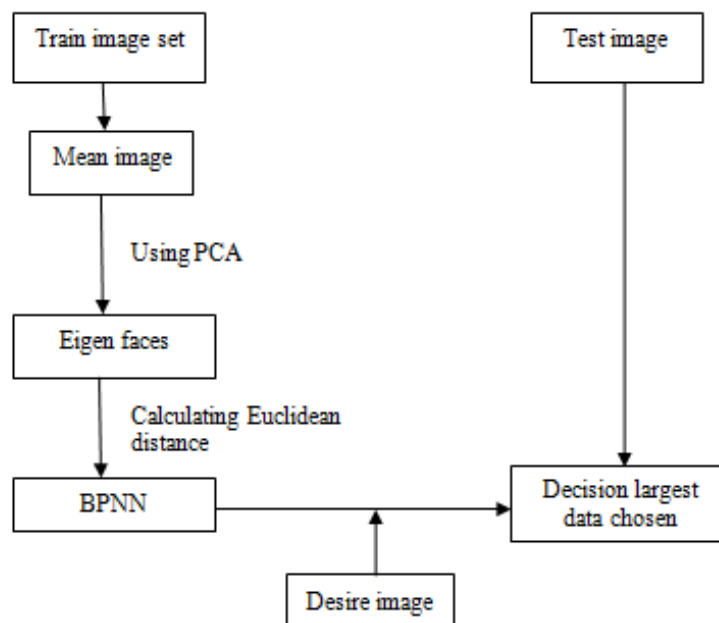 Train image set
Test image
Mean image
Using PCA
Eigen faces
Calculating Euclidean
distance
BPNN
Decision largest
data chosen
Desire image